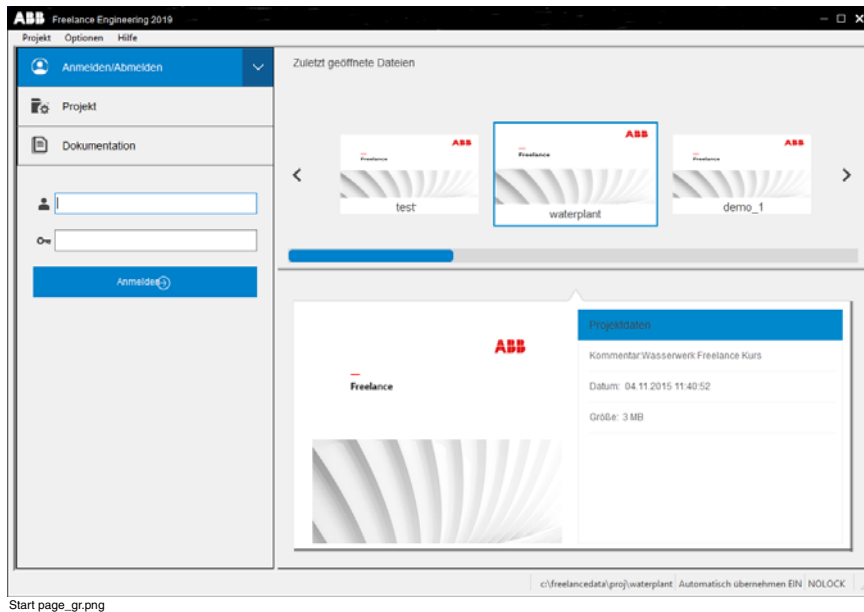 ABB Freelance Engineering 2019
Projekt Optionen Hilfe
Anmelden/Abmelden
Projekt
Dokumentation
Anmelden
Zuletzt geöffnete Dateien
ABB
Freelance
test
ABB
Freelance
waterplant
ABB
Freelance
demo_1
ABB
Freelance
Projektdaten
Kommentar:Wasserwerk Freelance Kurs
Datum: 04.11.2015 11:40:52
Größe: 3 MB
c:\freelancedata\proj\waterplant Automatisch übernehmen EIN NOLOCK
Start page_gr.png